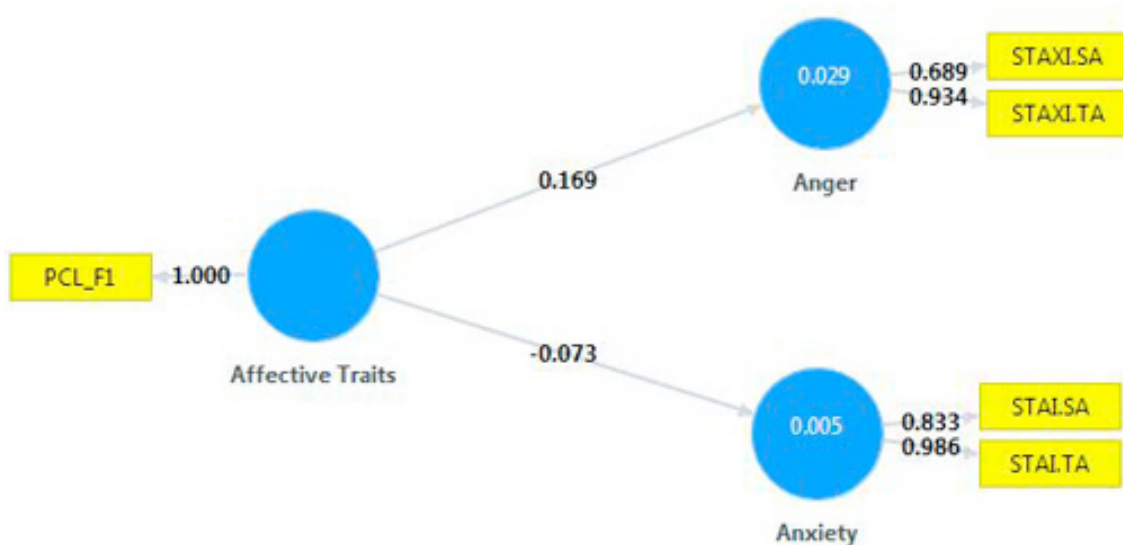 0.029
STAXI.SA
0.689
0.934
STAXI.TA
Anger
0.169
PCL_F1
1.000
Affective Traits
-0.073
0.005
STAI.SA
0.833
0.986
STAI.TA
Anxiety